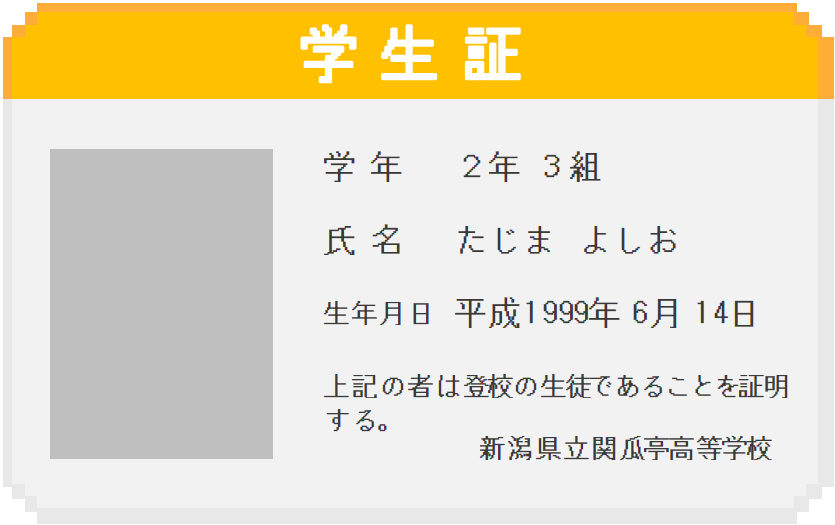 学生証
学年 2年 3組
氏名 たじま よしお
生年月日 平成1999年 6月 14日
上記の者は登校の生徒であることを証明
する。
新潟県立関瓜亭高等学校